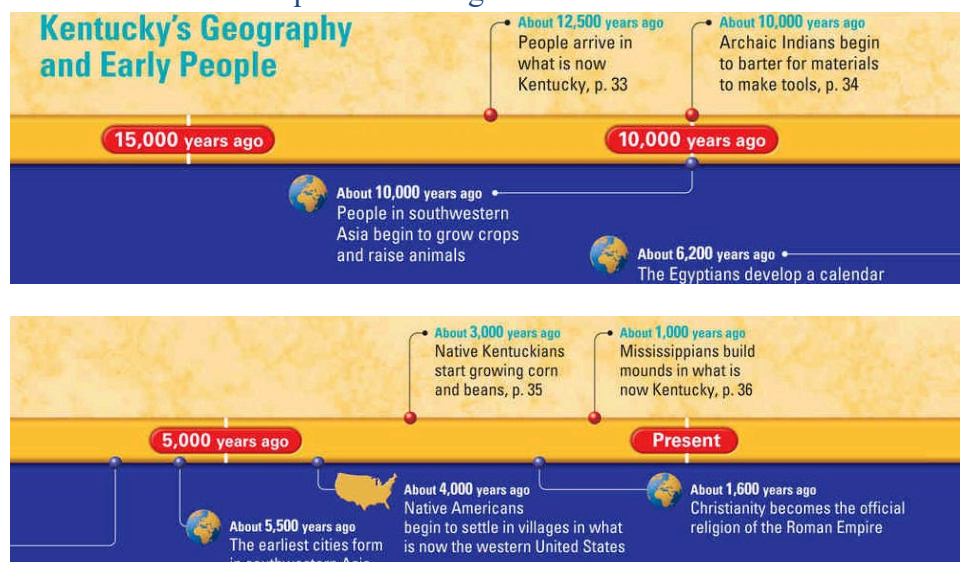 Kentucky's Geography
and Early People
About 12,500 years ago
People arrive in
what is now
Kentucky, p. 33
About 10,000 years ago
Archaic Indians begin
to barter for materials
to make tools, p. 34
15,000 years ago
10,000 years ago
About 10,000 years ago
People in southwestern
Asia begin to grow crops
and raise animals
About 6,200 years ago
The Egyptians develop a calendar
About 3,000 years ago
Native Kentuckians
start growing corn
and beans, p. 35
About 1,000 years ago
Mississippians build
mounds in what is
now Kentucky, p. 36
5,000 years ago
Present
About 5,500 years ago
The earliest cities form
in southwestern Asia
About 4,000 years ago
Native Americans
begin to settle in villages in what
is now the western United States
About 1,600 years ago
Christianity becomes the official
religion of the Roman Empire